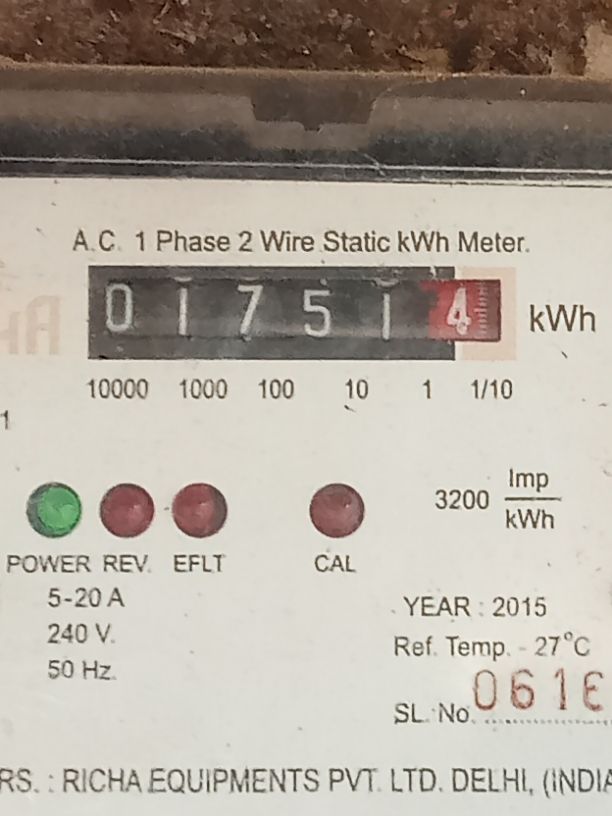 A.C. 1 Phase 2 Wire Static kWh Meter.
0 1 7 5 1 4 kWh
10000 1000 100 10 1 1/10
1
3200 Imp
kWh
POWER REV. EFLT CAL
5-20 A
240 V.
50 Hz.
YEAR : 2015
Ref. Temp. - 27°C
SL. No. 061
RS. : RICHA EQUIPMENTS PVT. LTD. DELHI, (INDIA